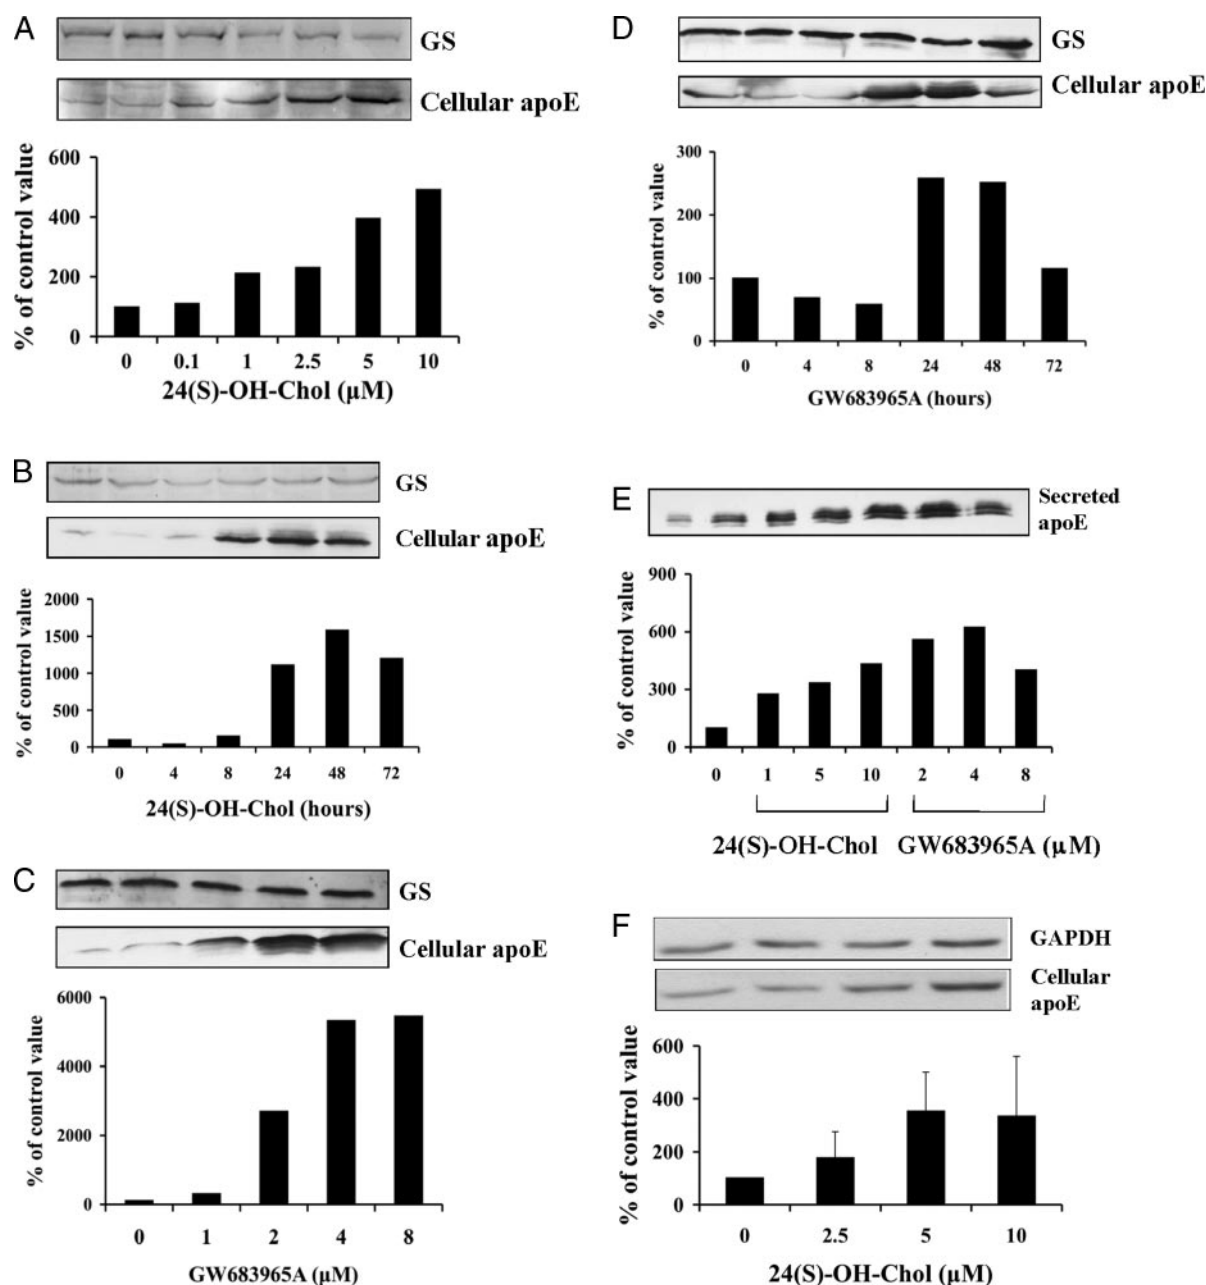 A
GS
Cellular apoE
% of control value
600
400
200
0
0 0.1 1 2.5 5 10
24(S)-OH-Chol (µM)
B
GS
Cellular apoE
% of control value
2000
1500
1000
500
0
0 4 8 24 48 72
24(S)-OH-Chol (hours)
C
GS
Cellular apoE
% of control value
6000
4000
2000
0
0 1 2 4 8
GW683965A (µM)
D
GS
Cellular apoE
% of control value
300
200
100
0
0 4 8 24 48 72
GW683965A (hours)
E
Secreted
apoE
% of control value
900
600
300
0
0 1 5 10 2 4 8
24(S)-OH-Chol GW683965A (µM)
F
GAPDH
Cellular
apoE
% of control value
600
400
200
0
0 2.5 5 10
24(S)-OH-Chol (µM)